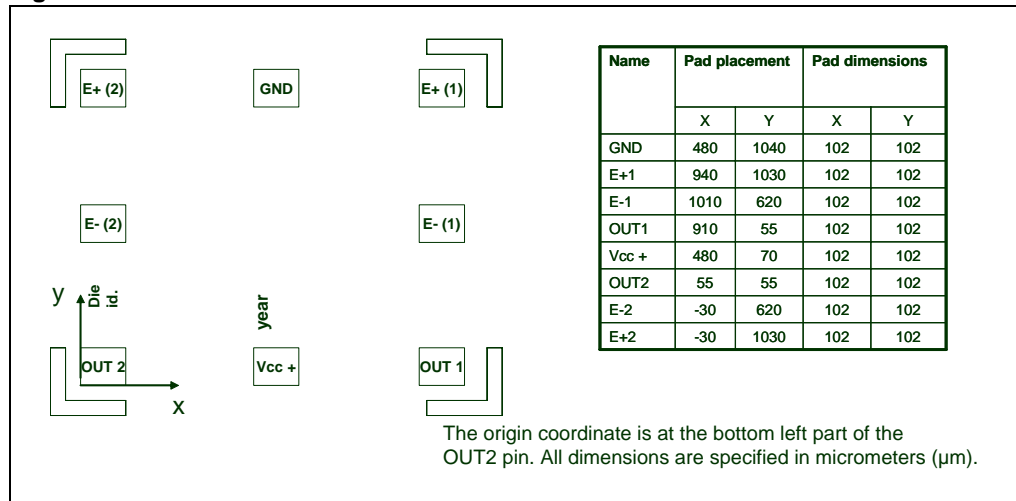 E+ (2)
GND
E+ (1)
E- (2)
E- (1)
y
Die
id.
year
OUT 2
Vcc +
OUT 1
x
Name Pad placement Pad dimensions
X Y X Y
GND 480 1040 102 102
E+1 940 1030 102 102
E-1 1010 620 102 102
OUT1 910 55 102 102
Vcc + 480 70 102 102
OUT2 55 55 102 102
E-2 -30 620 102 102
E+2 -30 1030 102 102
The origin coordinate is at the bottom left part of the
OUT2 pin. All dimensions are specified in micrometers (µm).